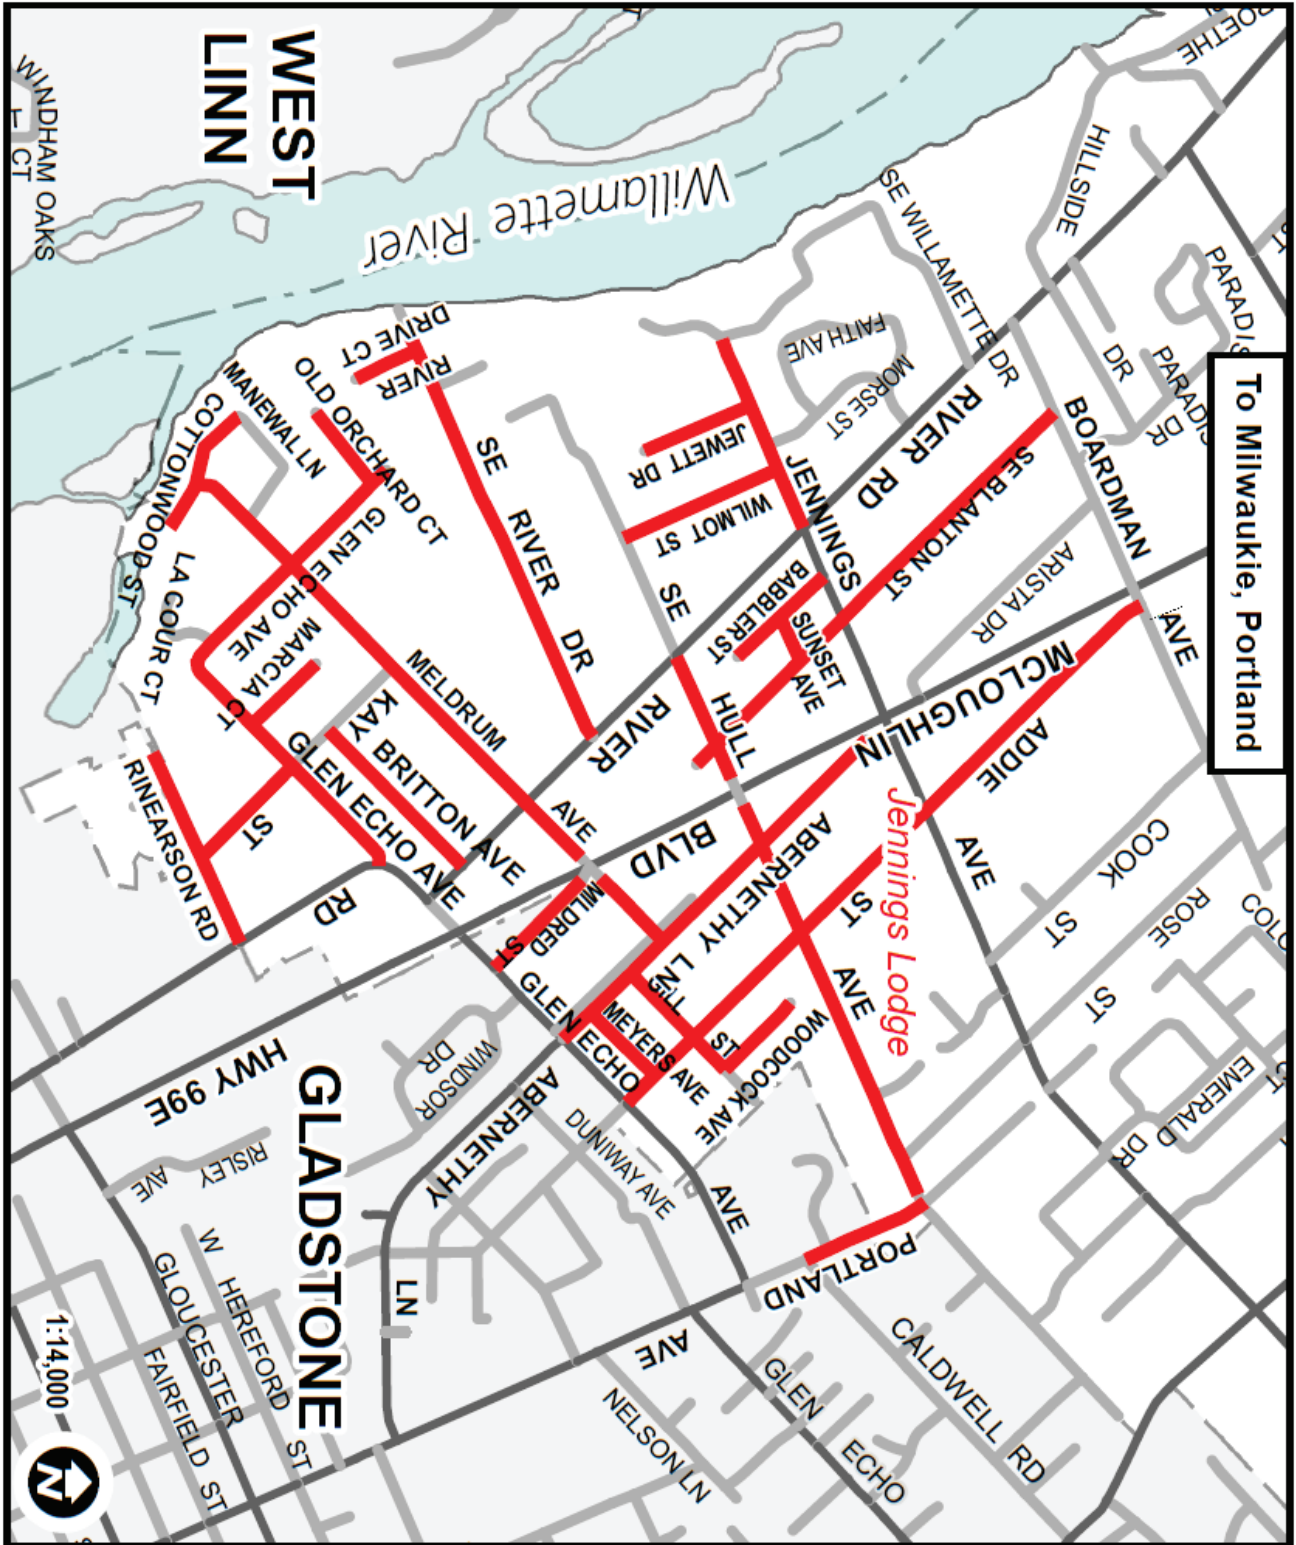 To Milwaukie, Portland
WEST
LINN
WINDHAM OAKS
CT
Willamette River
ROETHE
HILLSIDE
SE WILLAMETTE DR
PARADIS
DR
PARADIS
DR
ST
FAITH AVE
MORSE ST
RIVER RD
BOARDMAN
AVE
SE BLANTON ST
ARISTA DR
JENNINGS
AVE
JEWETT DR
WILMOT ST
BABBLER ST
SUNSET
AVE
SE
HULL
AVE
DRIVE CT
RIVER
SE
RIVER
DR
OLD ORCHARD CT
MANEWAL LN
COTTONWOOD ST
LA COUR CT
GLEN ECHO AVE
MARCIA
CT
MELDRUM
AVE
KAY
ST
BRITTON AVE
GLEN ECHO AVE
RINEARSON RD
RIVER
RD
MCLOUGHLIN
BLVD
ADDIE
ST
COOK
ST
ROSE
ST
COLO
CT
EMERALD
DR
Jennings Lodge
ABERNETHY LN
MILDRED
ST
GILL
ST
MEYERS AVE
WOODCOCK AVE
GLEN ECHO
AVE
DUNIWAY AVE
WINDSOR
DR
ABERNETHY
LN
HWY 99E
GLADSTONE
RISLEY
AVE
W
HEREFORD
ST
GLOUCESTER
FAIRFIELD ST
PORTLAND
AVE
CALDWELL RD
GLEN
ECHO
NELSON LN
1:14,000
N